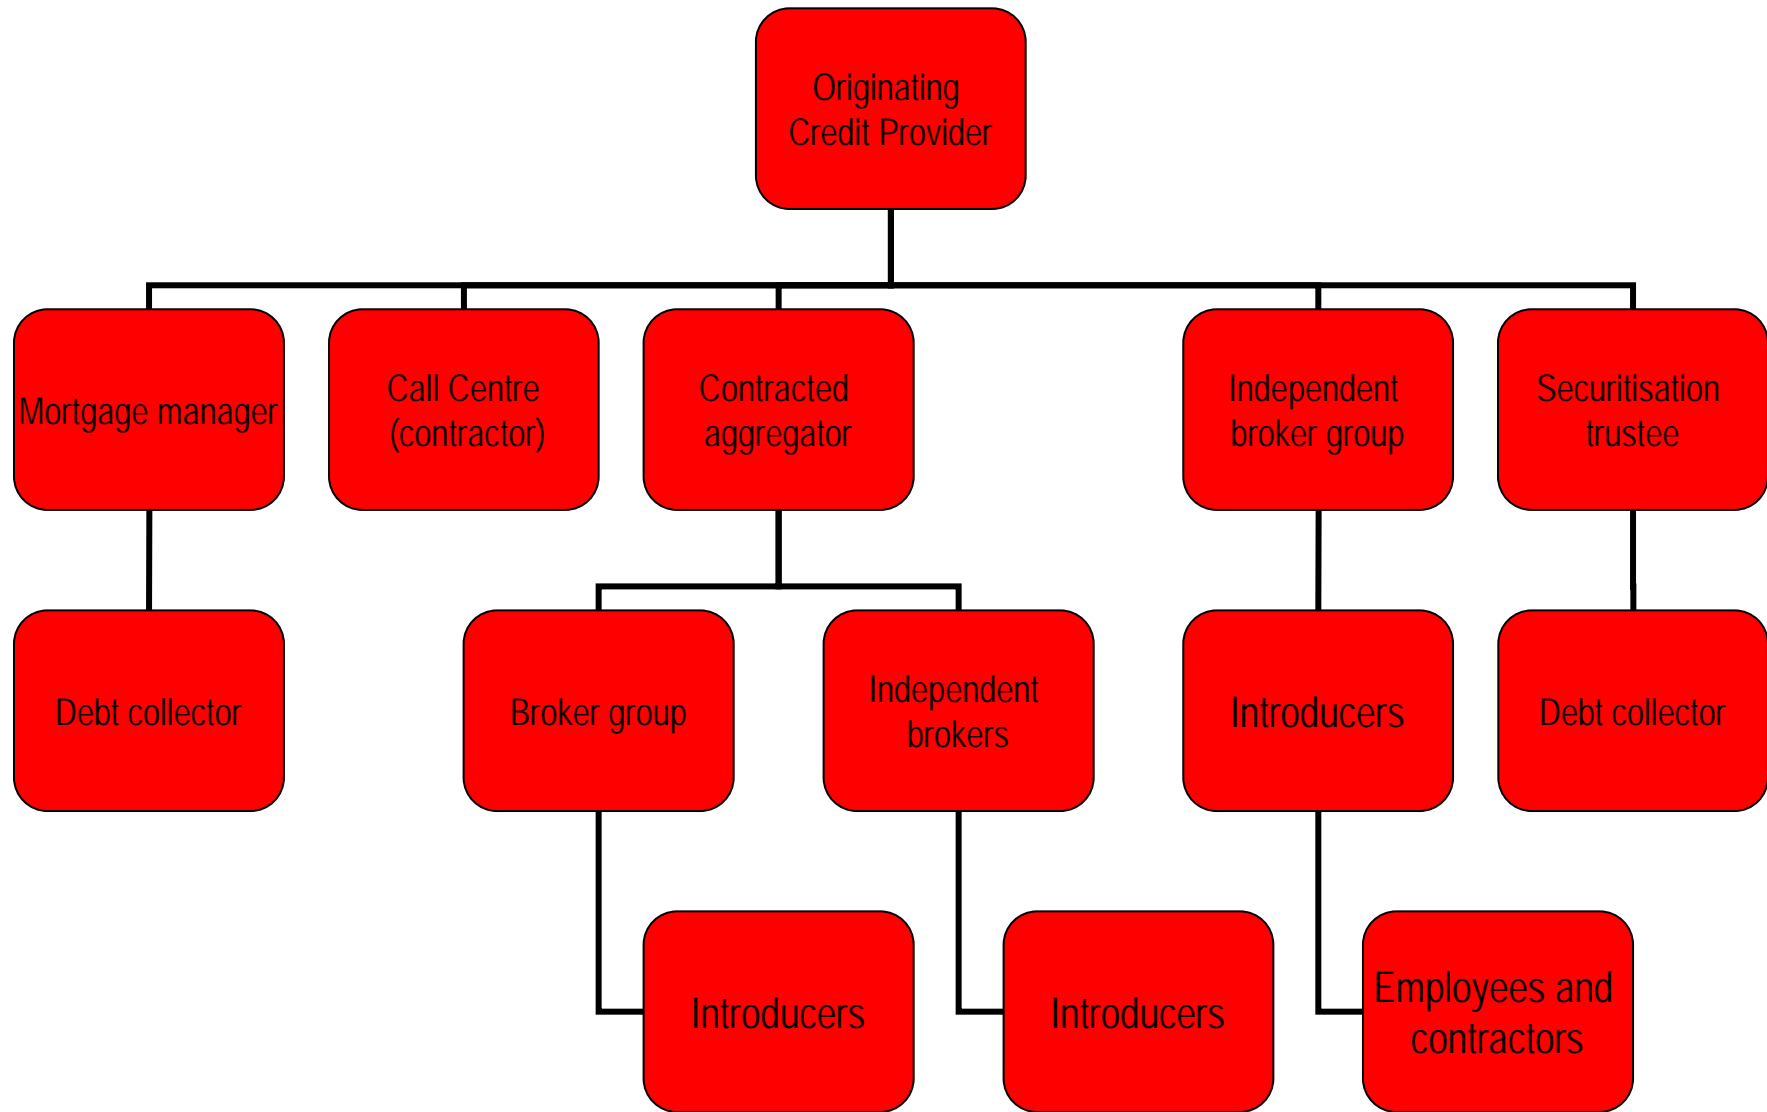 Originating
Credit Provider
Mortgage manager
Call Centre
(contractor)
Contracted
aggregator
Independent
broker group
Securitisation
trustee
Debt collector
Broker group
Independent
brokers
Introducers
Debt collector
Introducers
Introducers
Employees and
contractors